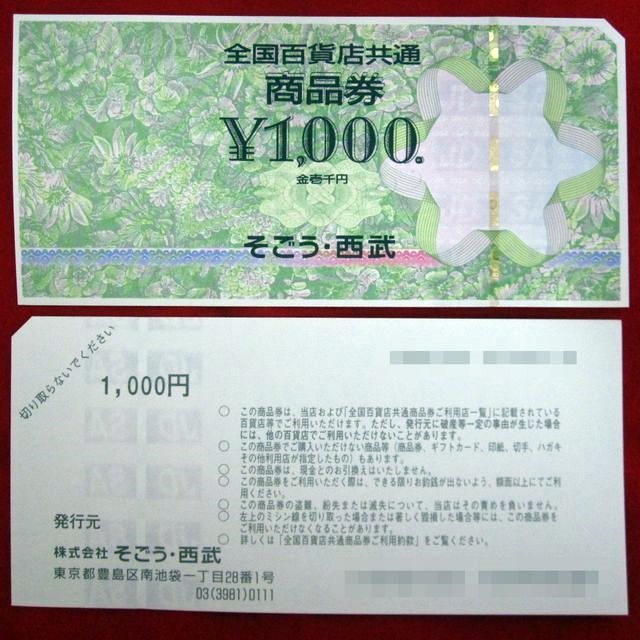 全国百貨店共通
商品券
¥1,000.
金壱千円
そごう・西武
切り取らないでください
1,000円
○ この商品券は、当店および「全国百貨店共通商品券ご利用店一覧」に記載されている
百貨店等でご利用いただけます。ただし、発行元に破産等一定の事由が生じた場合
には、他の百貨店でご利用いただけないことがあります。
○ この商品券でご購入いただけない商品等（商品券、ギフトカード、印紙、切手、ハガキ
その他利用店が指定したもの）もあります。
○ この商品券は、現金とのお引換えはいたしません。
○ この商品券をご利用いただく際は、できる限りお釣銭が出ないよう、額面以上にてご利
用ください。
○ この商品券の盗難、紛失または滅失について、当店はその責めを負いません。
○ 左上のミシン線を切り取った場合または著しく毀損した場合等には、この商品券を
ご利用いただけなくなることがあります。
○ 詳しくは「全国百貨店共通商品券ご利用約款」をご覧ください。
発行元
株式会社 そごう・西武
東京都豊島区南池袋一丁目28番1号
03(3981)0111